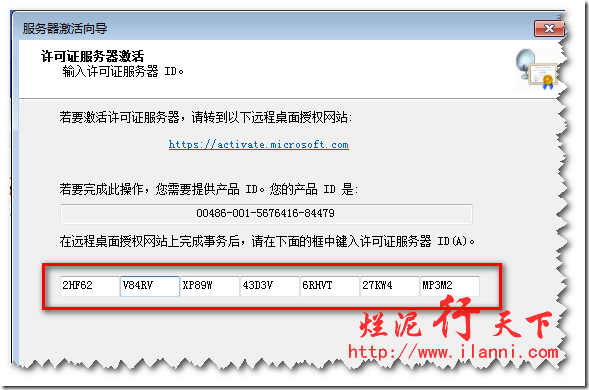 服务器激活向导
许可证服务器激活
输入许可证服务器 ID。
若要激活许可证服务器，请转到以下远程桌面授权网站:
https://activate.microsoft.com
若要完成此操作，您需要提供产品 ID。您的产品 ID 是:
00486-001-5676416-84479
在远程桌面授权网站上完成事务后，请在下面的框中键入许可证服务器 ID(A)。
2HF62 V84RV XP89W 43D3V 6RHVT 27KW4 MP3M2
烂泥行天下
http://www.ilanni.com